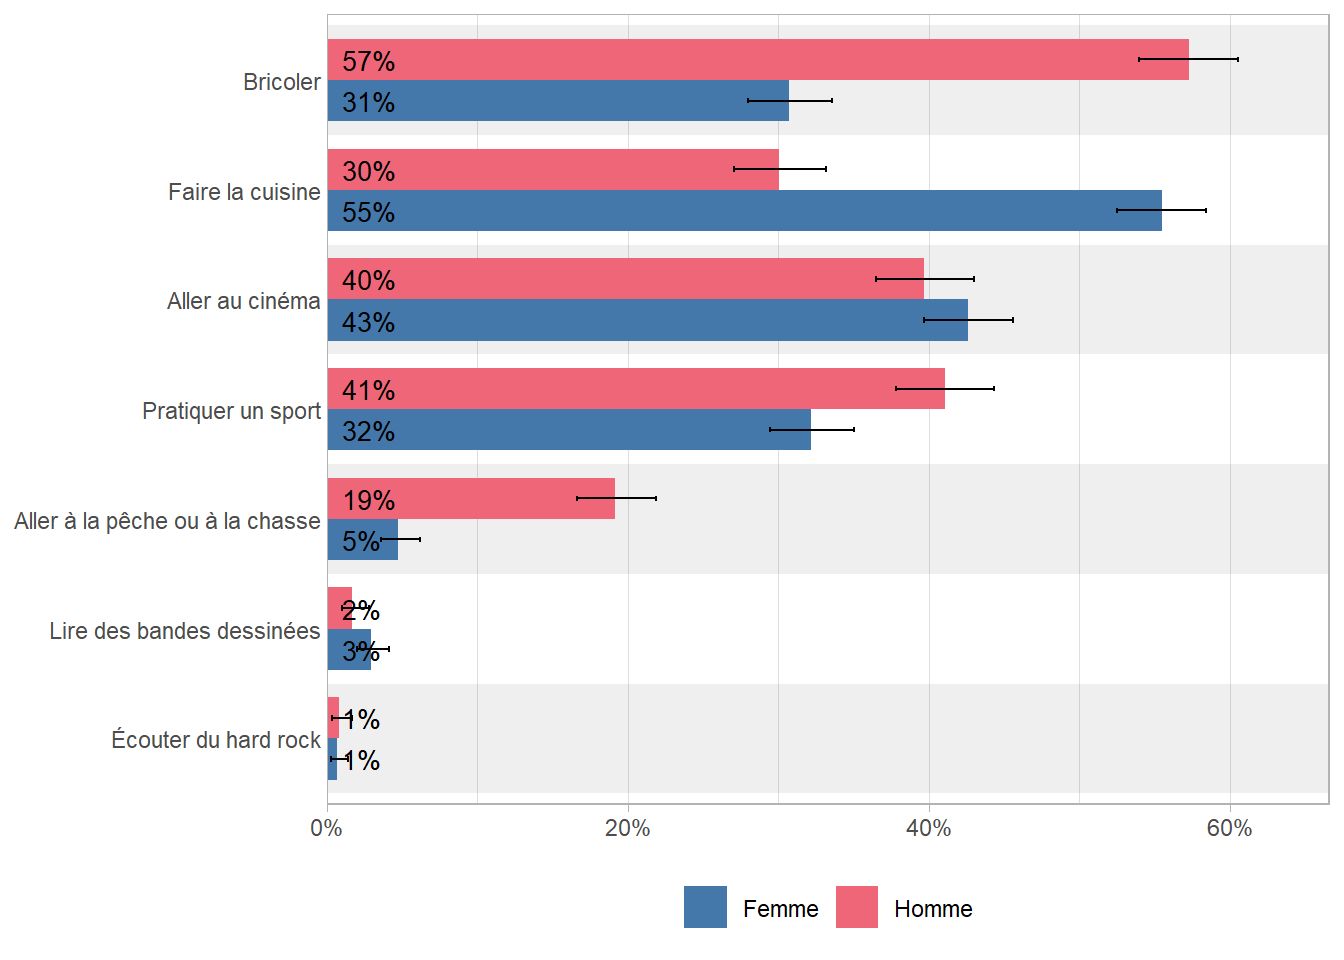 57%
Bricoler
31%
30%
Faire la cuisine
55%
40%
Aller au cinéma
43%
41%
Pratiquer un sport
32%
19%
Aller à la pêche ou à la chasse
5%
2%
Lire des bandes dessinées
3%
1%
Écouter du hard rock
1%
0% 20% 40% 60%
Femme Homme